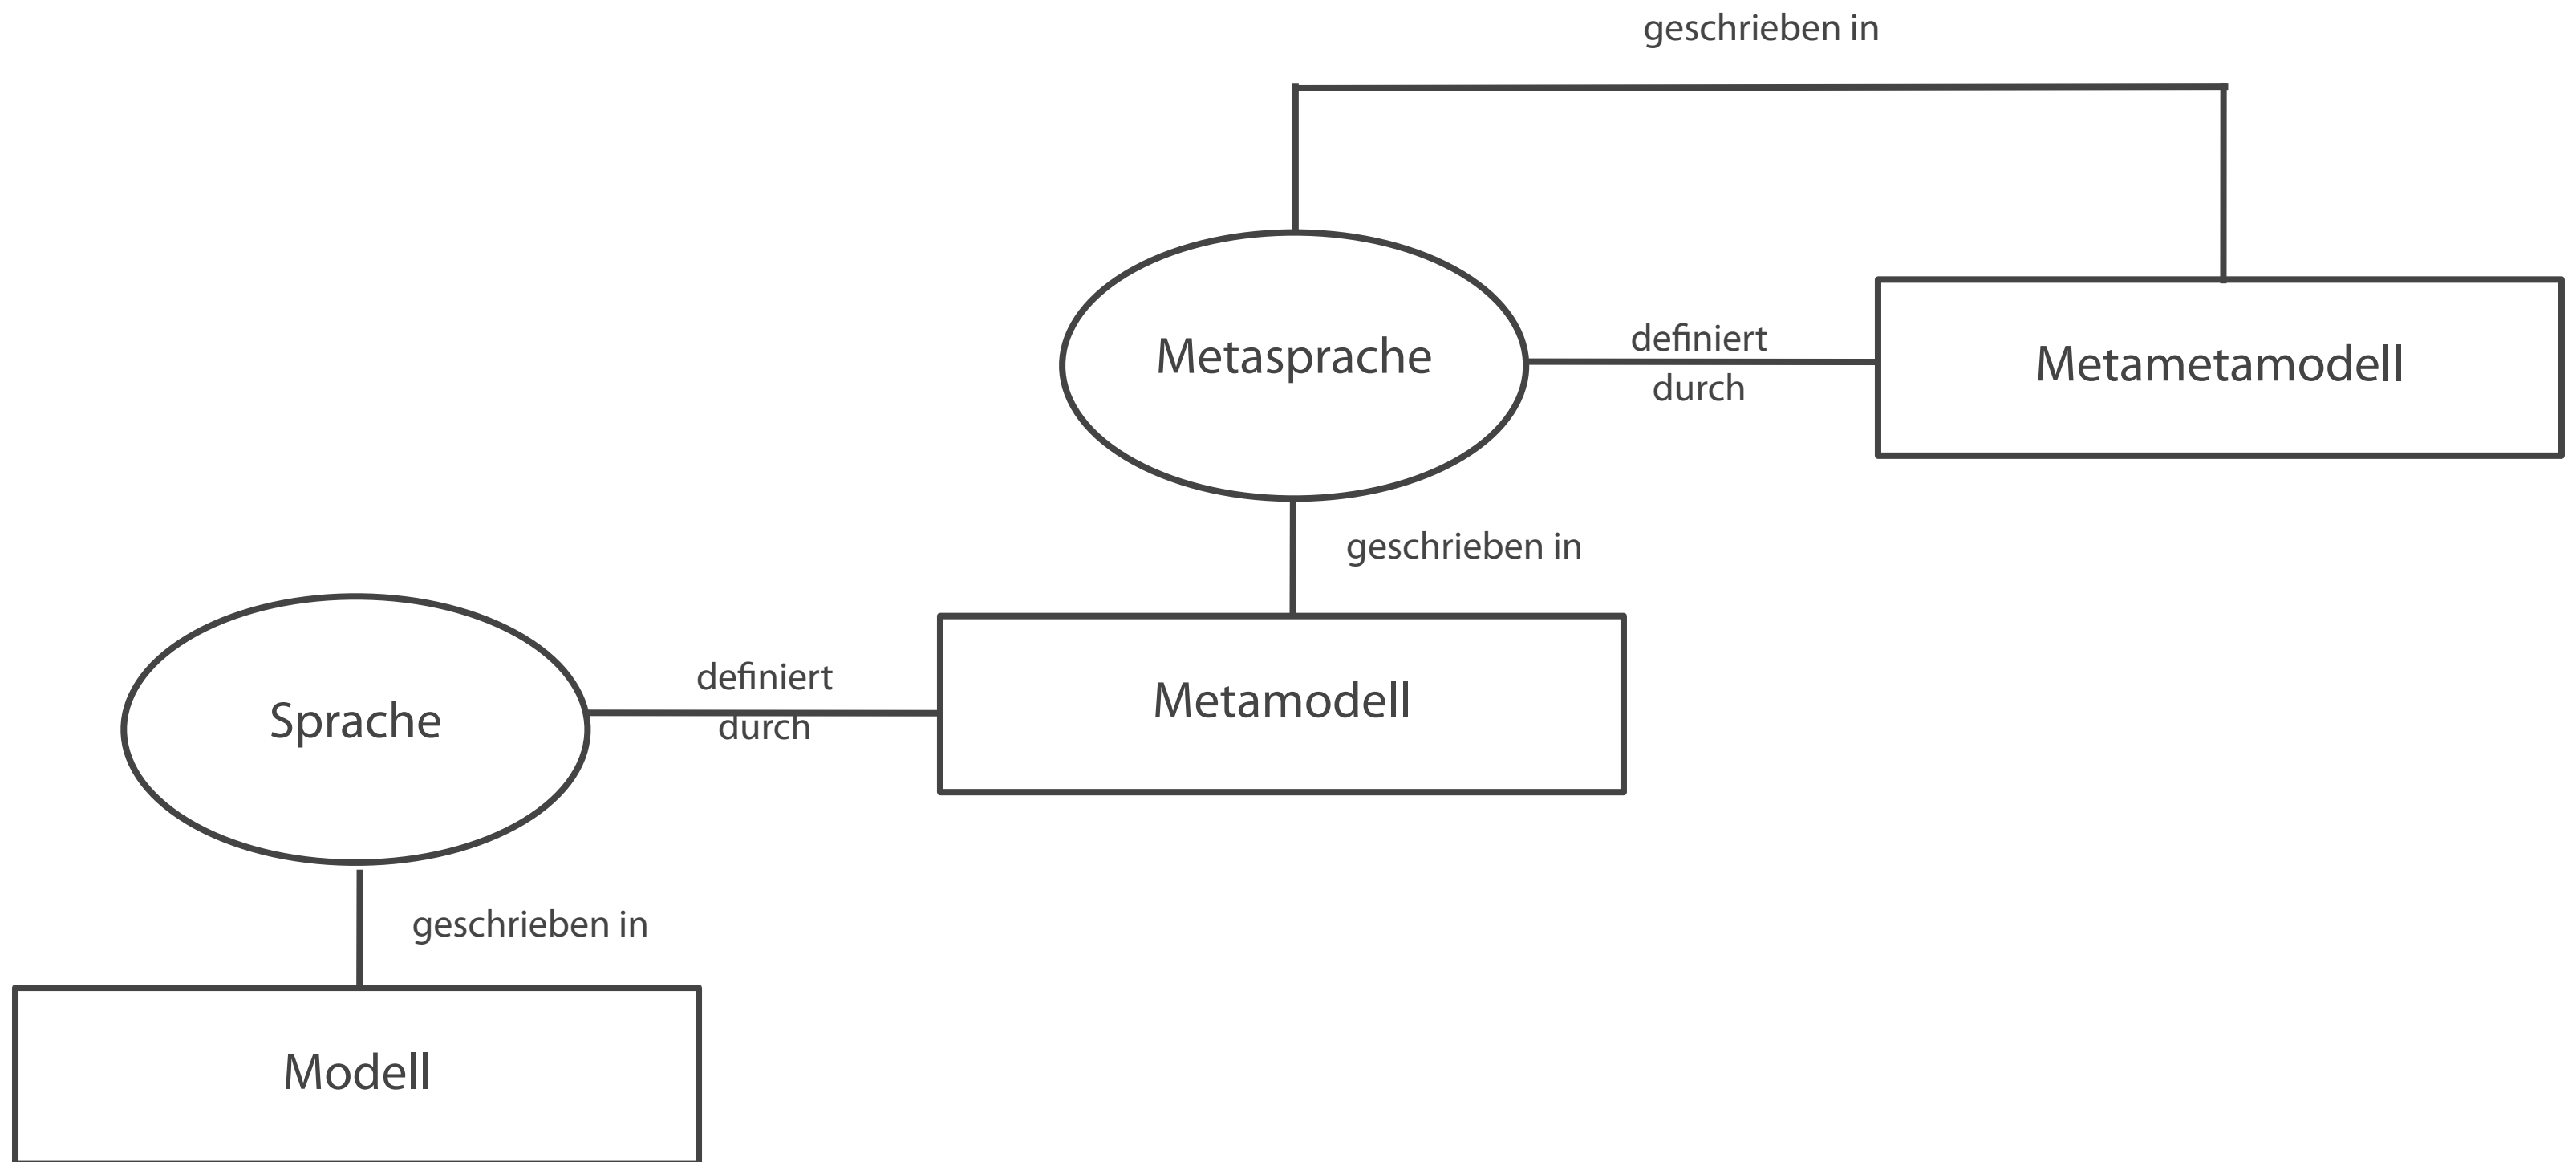 geschrieben in
Metasprache
definiert
durch
Metametamodell
geschrieben in
Sprache
definiert
durch
Metamodell
geschrieben in
Modell